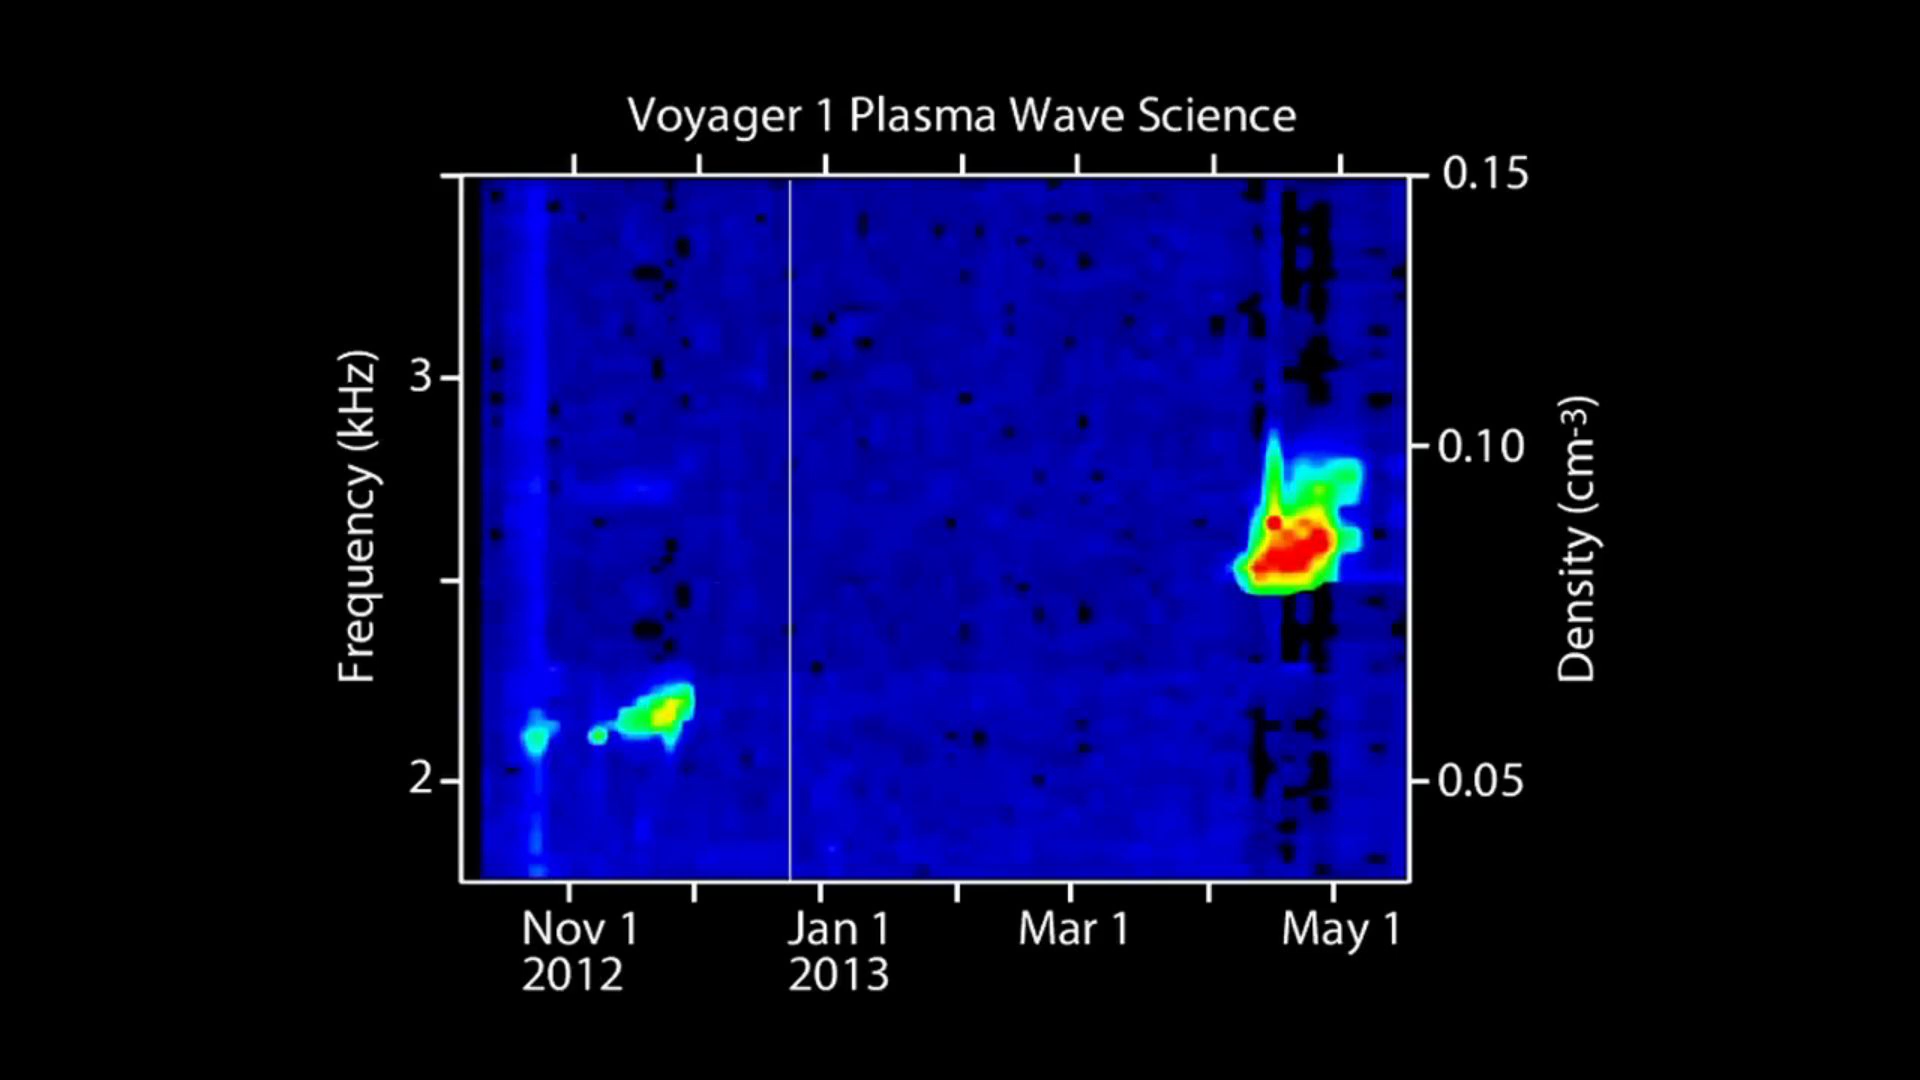 Voyager 1 Plasma Wave Science
0.15
3
0.10
Frequency (kHz)
Density (cm-3)
2
0.05
Nov 1 Jan 1 Mar 1 May 1
2012 2013